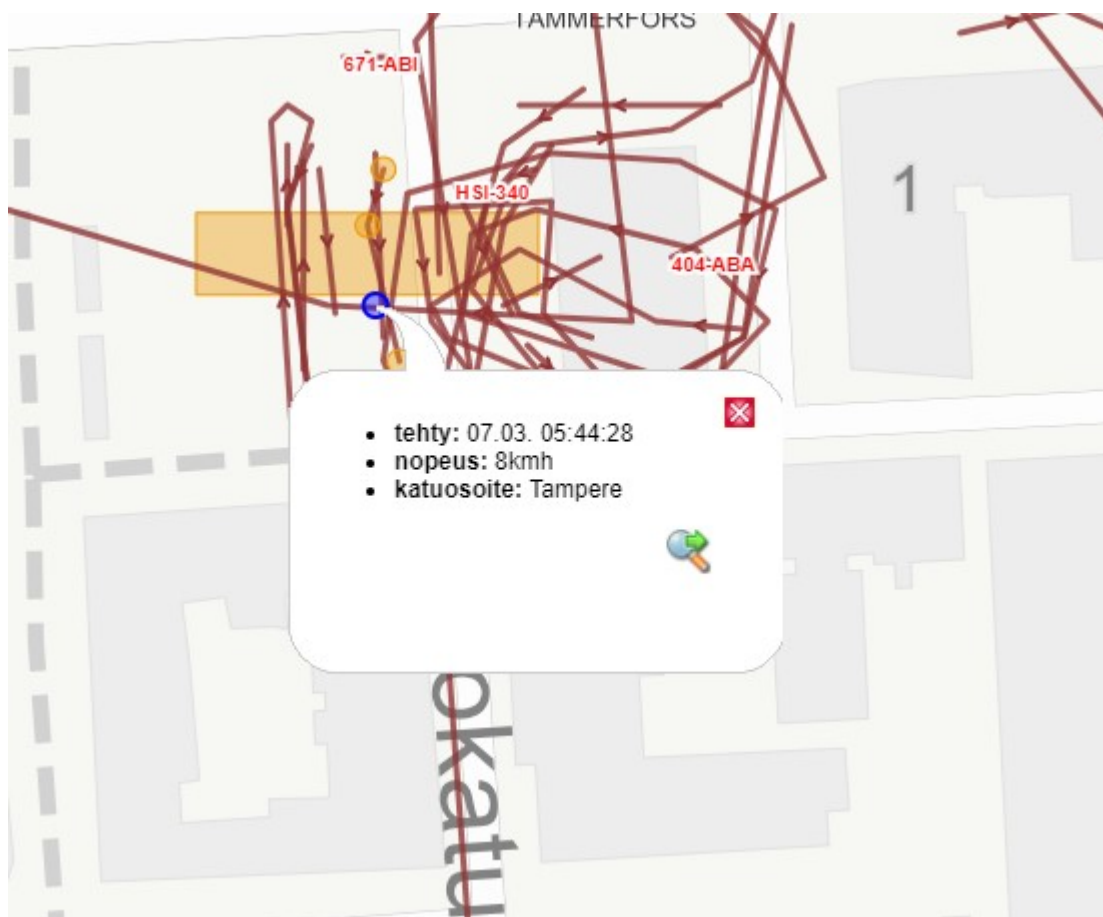 TAMMERFORS
671-ABI
HSI-340
404-ABA
1
• tehty: 07.03. 05:44:28
• nopeus: 8kmh
• katuosoite: Tampere
okatu